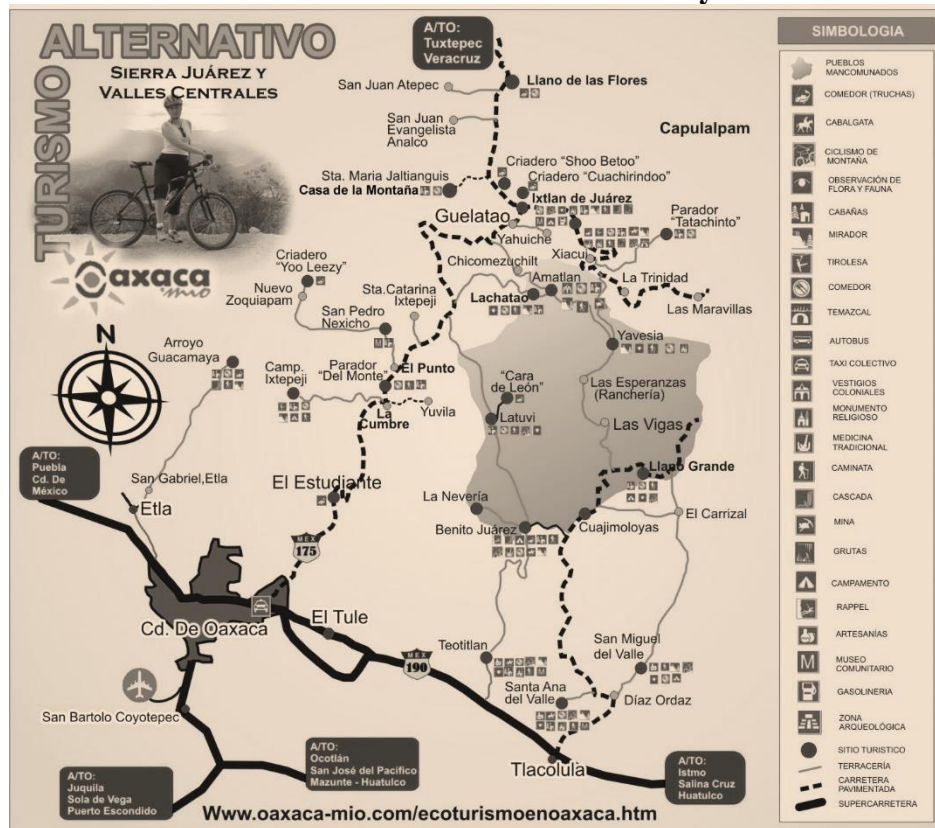 TURISMO
ALTERNATIVO
SIERRA JUÁREZ Y
VALLES CENTRALES
oaxaca
mio
A/TO:
Tuxtepec
Veracruz
Llano de las Flores
San Juan Atepec
San Juan
Evangelista
Analco
Capulalpam
Criadero "Shoo Betoo"
Sta. Maria Jaltianguis
Criadero "Cuachirindoo"
Casa de la Montaña
Ixtlan de Juárez
Guelatao
Parador
"Tatachinto"
Yahuiche
Xiacui
Chicomezuchilt
Criadero
"Yoo Leezy"
Amatlan
La Trinidad
Nuevo
Zoquiapam
Sta.Catarina
Ixtepeji
Lachatao
Las Maravillas
San Pedro
Nexicho
N
Yavesia
Arroyo
Guacamaya
Camp.
Ixtepeji
Parador
"Del Monte"
El Punto
"Cara
de León"
Las Esperanzas
(Ranchería)
La
Cumbre
Yuvila
Latuvi
Las Vigas
A/TO:
Puebla
Cd. De
México
San Gabriel,Etla
El Estudiante
Llano Grande
Etla
La Nevería
El Carrizal
Benito Juárez
Cuajimoloyas
MEX
175
Cd. De Oaxaca
El Tule
Teotitlan
San Miguel
del Valle
MEX
190
Santa Ana
del Valle
Díaz Ordaz
San Bartolo Coyotepec
A/TO:
Ocotlán
San José del Pacifico
Mazunte - Huatulco
Tlacolula
A/TO:
Juquila
Sola de Vega
Puerto Escondido
A/TO:
Istmo
Salina Cruz
Huatulco
Www.oaxaca-mio.com/ecoturismoenoaxaca.htm
SIMBOLOGIA
PUEBLOS
MANCOMUNADOS
COMEDOR (TRUCHAS)
CABALGATA
CICLISMO DE
MONTAÑA
OBSERVACIÓN DE
FLORA Y FAUNA
CABAÑAS
MIRADOR
TIROLESA
COMEDOR
TEMAZCAL
AUTOBUS
TAXI COLECTIVO
VESTIGIOS
COLONIALES
MONUMENTO
RELIGIOSO
MEDICINA
TRADICIONAL
CAMINATA
CASCADA
MINA
GRUTAS
CAMPAMENTO
RAPPEL
ARTESANÍAS
M
MUSEO
COMUNITARIO
GASOLINERIA
ZONA
ARQUEOLÓGICA
SITIO TURISTICO
TERRACERÍA
CARRETERA
PAVIMENTADA
SUPERCARRETERA